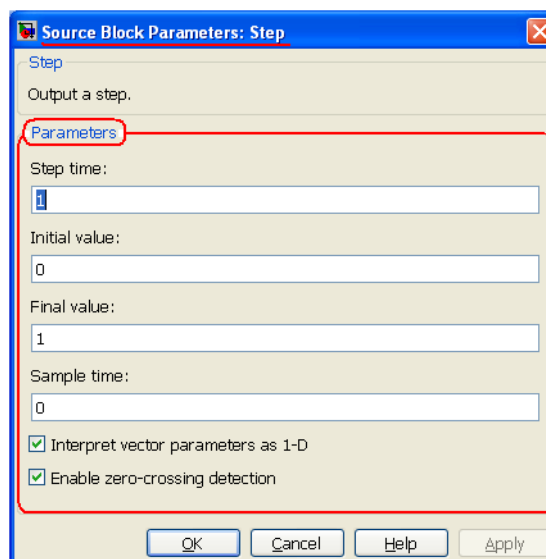 Source Block Parameters: Step
Step
Output a step.
Parameters
Step time:
1
Initial value:
0
Final value:
1
Sample time:
0
Interpret vector parameters as 1-D
Enable zero-crossing detection
OK Cancel Help Apply